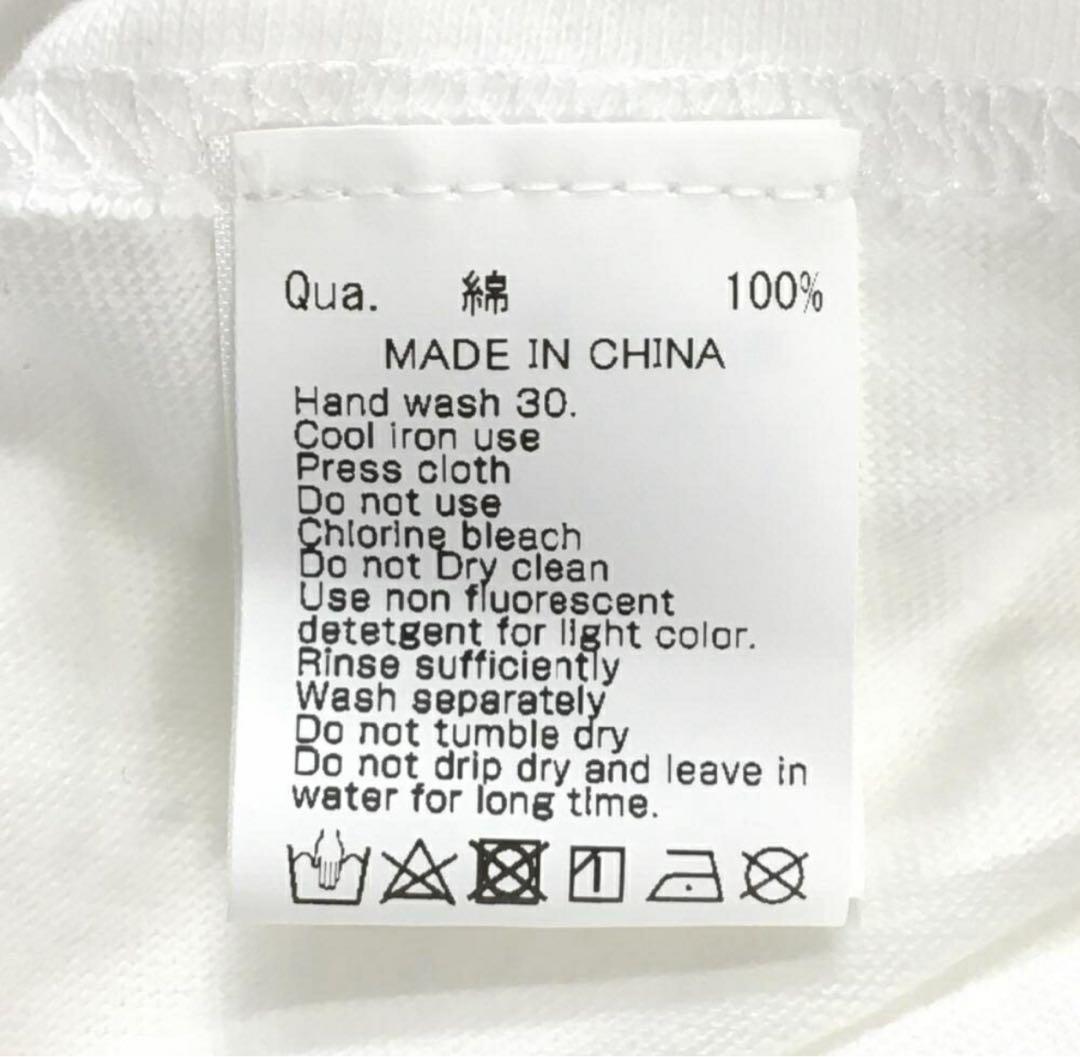 Qua. 綿 100%
MADE IN CHINA
Hand wash 30.
Cool iron use
Press cloth
Do not use
Chlorine bleach
Do not Dry clean
Use non fluorescent
detetgent for light color.
Rinse sufficiently
Wash separately
Do not tumble dry
Do not drip dry and leave in
water for long time.